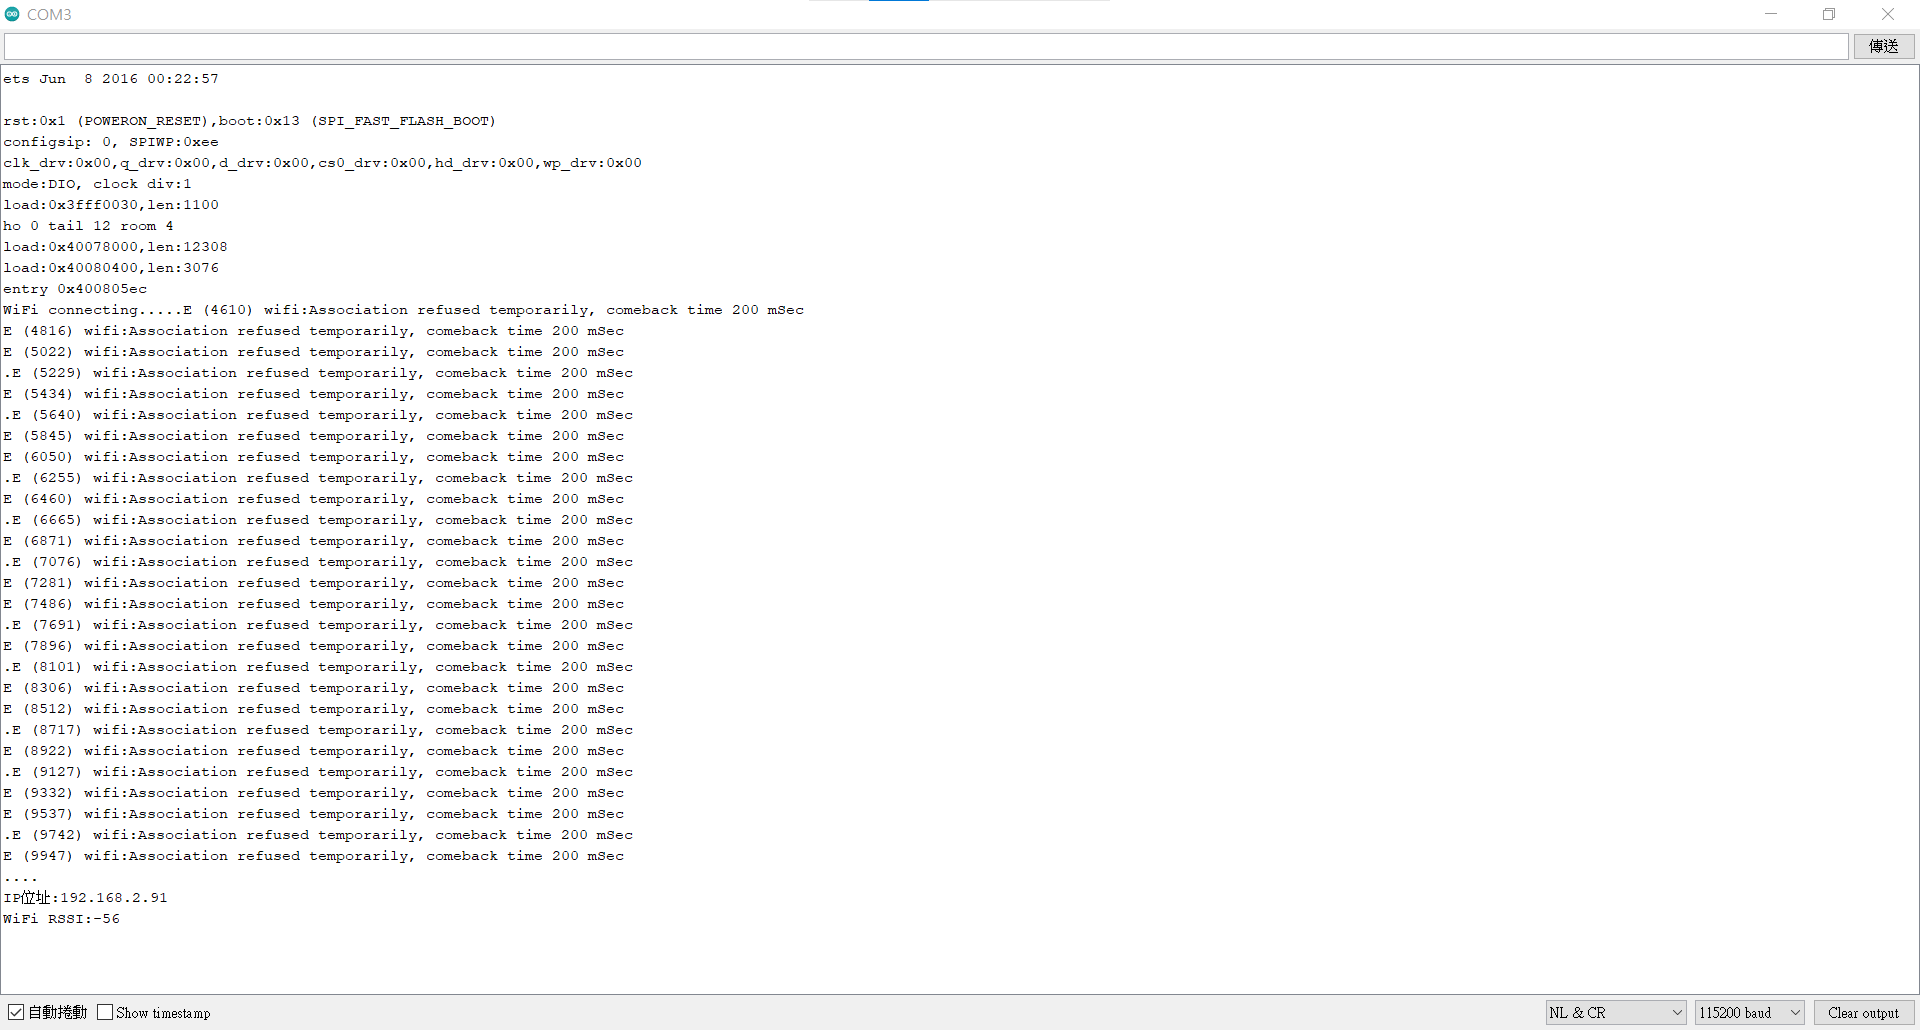 COM3
傳送
ets Jun  8 2016 00:22:57
rst:0x1 (POWERON_RESET),boot:0x13 (SPI_FAST_FLASH_BOOT)
configsip: 0, SPIWP:0xee
clk_drv:0x00,q_drv:0x00,d_drv:0x00,cs0_drv:0x00,hd_drv:0x00,wp_drv:0x00
mode:DIO, clock div:1
load:0x3fff0030,len:1100
ho 0 tail 12 room 4
load:0x40078000,len:12308
load:0x40080400,len:3076
entry 0x400805ec
WiFi connecting.....E (4610) wifi:Association refused temporarily, comeback time 200 mSec
E (4816) wifi:Association refused temporarily, comeback time 200 mSec
E (5022) wifi:Association refused temporarily, comeback time 200 mSec
.E (5229) wifi:Association refused temporarily, comeback time 200 mSec
E (5434) wifi:Association refused temporarily, comeback time 200 mSec
.E (5640) wifi:Association refused temporarily, comeback time 200 mSec
E (5845) wifi:Association refused temporarily, comeback time 200 mSec
E (6050) wifi:Association refused temporarily, comeback time 200 mSec
.E (6255) wifi:Association refused temporarily, comeback time 200 mSec
E (6460) wifi:Association refused temporarily, comeback time 200 mSec
.E (6665) wifi:Association refused temporarily, comeback time 200 mSec
E (6871) wifi:Association refused temporarily, comeback time 200 mSec
.E (7076) wifi:Association refused temporarily, comeback time 200 mSec
E (7281) wifi:Association refused temporarily, comeback time 200 mSec
E (7486) wifi:Association refused temporarily, comeback time 200 mSec
.E (7691) wifi:Association refused temporarily, comeback time 200 mSec
E (7896) wifi:Association refused temporarily, comeback time 200 mSec
.E (8101) wifi:Association refused temporarily, comeback time 200 mSec
E (8306) wifi:Association refused temporarily, comeback time 200 mSec
E (8512) wifi:Association refused temporarily, comeback time 200 mSec
.E (8717) wifi:Association refused temporarily, comeback time 200 mSec
E (8922) wifi:Association refused temporarily, comeback time 200 mSec
.E (9127) wifi:Association refused temporarily, comeback time 200 mSec
E (9332) wifi:Association refused temporarily, comeback time 200 mSec
E (9537) wifi:Association refused temporarily, comeback time 200 mSec
.E (9742) wifi:Association refused temporarily, comeback time 200 mSec
E (9947) wifi:Association refused temporarily, comeback time 200 mSec
....
IP位址:192.168.2.91
WiFi RSSI:-56
自動捲動 Show timestamp NL & CR 115200 baud Clear output